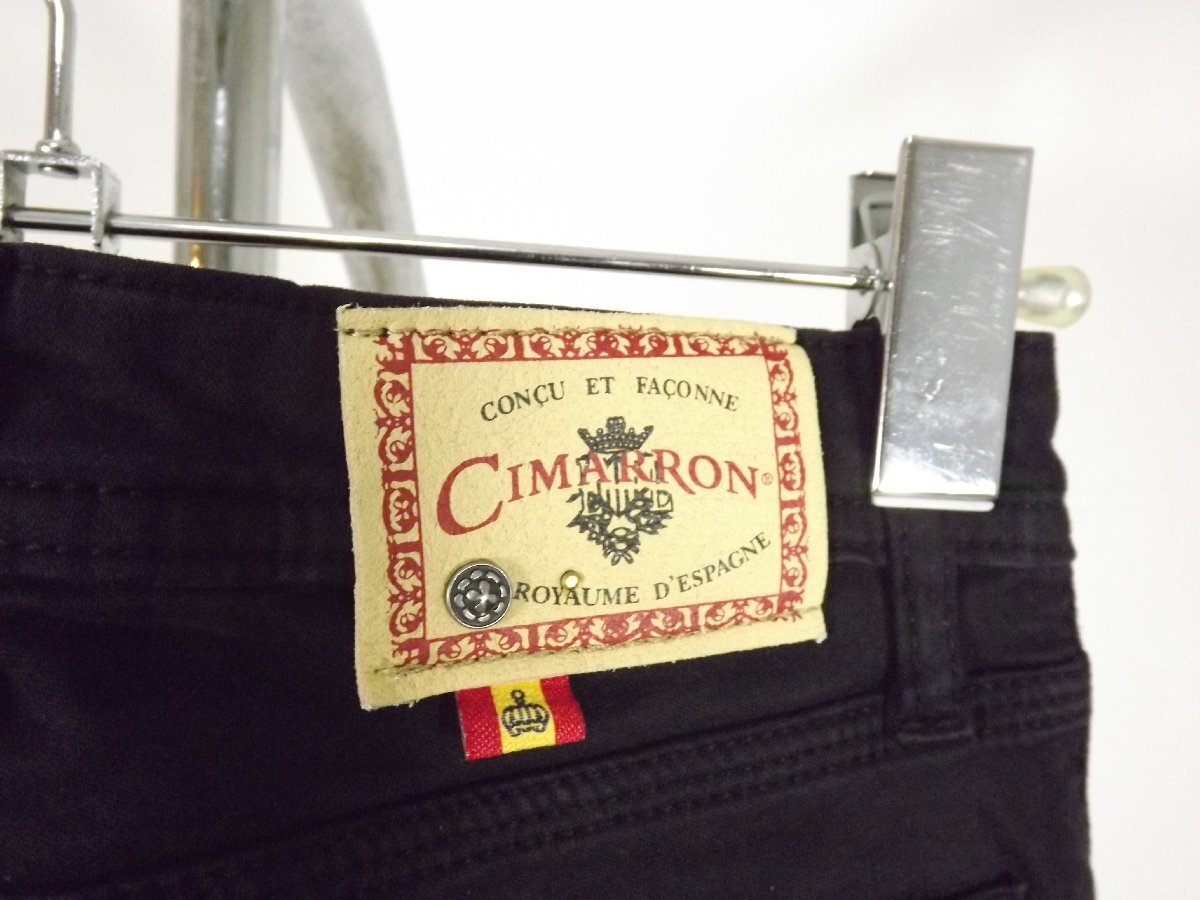 CONÇU ET FAÇONNE
CIMARRON®
ROYAUME D'ESPAGNE